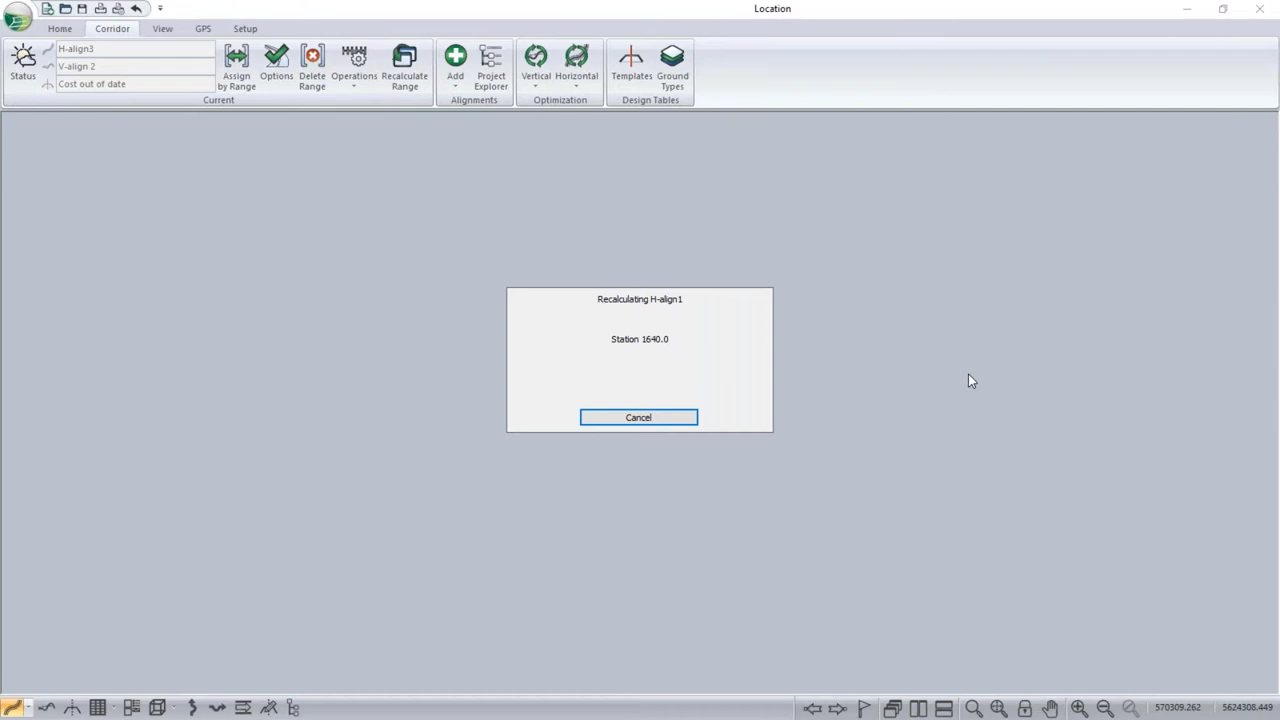 Location
Home Corridor View GPS Setup
H-align3
V-align 2
Cost out of date
Status
Assign by Range
Options
Delete Range
Operations
Recalculate Range
Add
Project Explorer
Vertical
Horizontal
Templates
Ground Types
Current
Alignments
Optimization
Design Tables
Recalculating H-align1
Station 1640.0
Cancel
570309.262 5624308.449